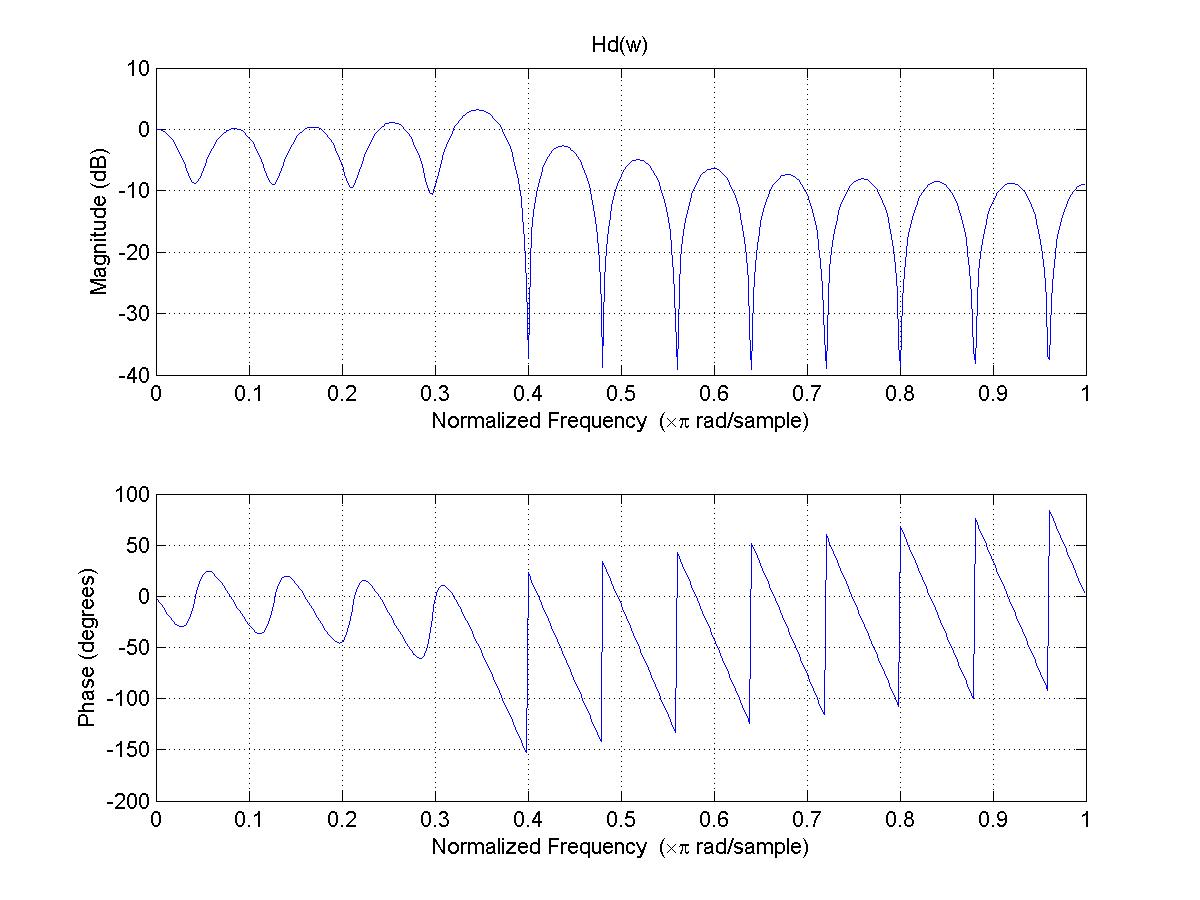 Hd(w)
10
0
-10
-20
-30
-40
Magnitude (dB)
0 0.1 0.2 0.3 0.4 0.5 0.6 0.7 0.8 0.9 1
Normalized Frequency (×π rad/sample)
100
50
0
-50
-100
-150
-200
Phase (degrees)
0 0.1 0.2 0.3 0.4 0.5 0.6 0.7 0.8 0.9 1
Normalized Frequency (×π rad/sample)